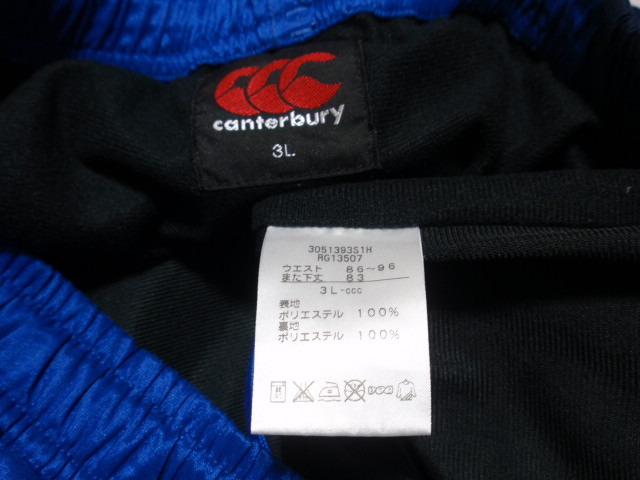 canterbury
3L
3051393S1H
RG13507
ウエスト 86~96
また下丈 83
3L-ccc
表地
ポリエステル 100%
裏地
ポリエステル 100%